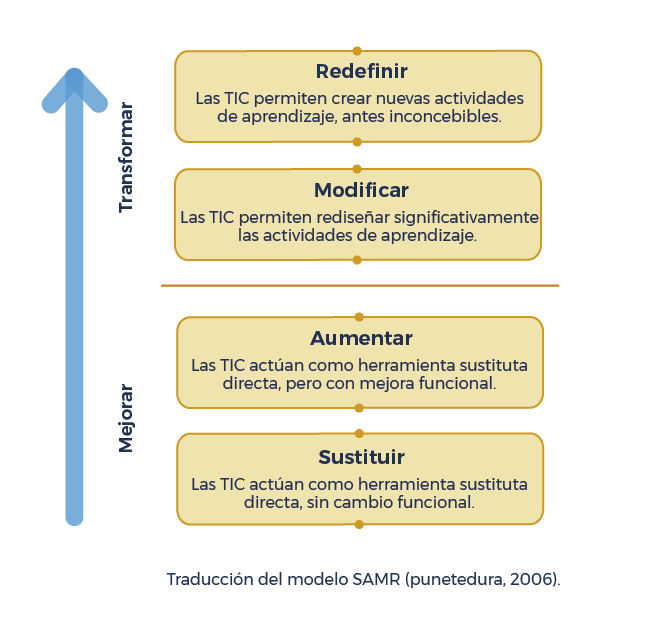 Transformar
Redefinir
Las TIC permiten crear nuevas actividades
de aprendizaje, antes inconcebibles.
Modificar
Las TIC permiten rediseñar significativamente
las actividades de aprendizaje.
Mejorar
Aumentar
Las TIC actúan como herramienta sustituta
directa, pero con mejora funcional.
Sustituir
Las TIC actúan como herramienta sustituta
directa, sin cambio funcional.
Traducción del modelo SAMR (punetedura, 2006).